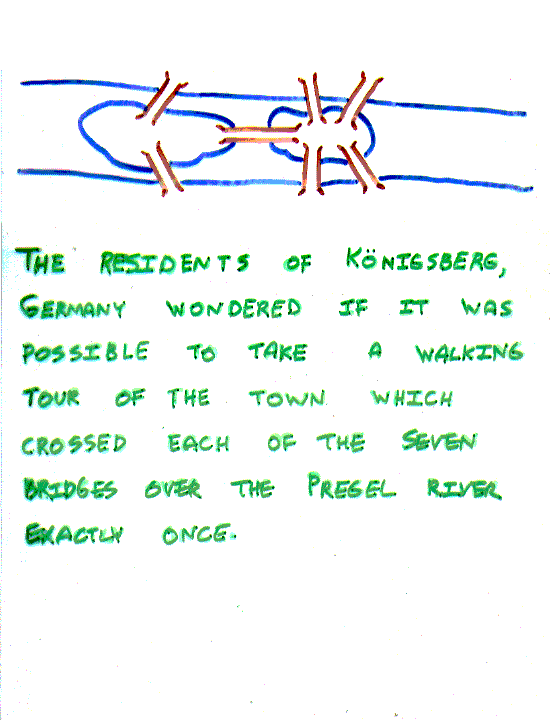 THE RESIDENTS OF KÖNIGSBERG,
GERMANY WONDERED IF IT WAS
POSSIBLE TO TAKE A WALKING
TOUR OF THE TOWN WHICH
CROSSED EACH OF THE SEVEN
BRIDGES OVER THE PREGEL RIVER
EXACTLY ONCE.